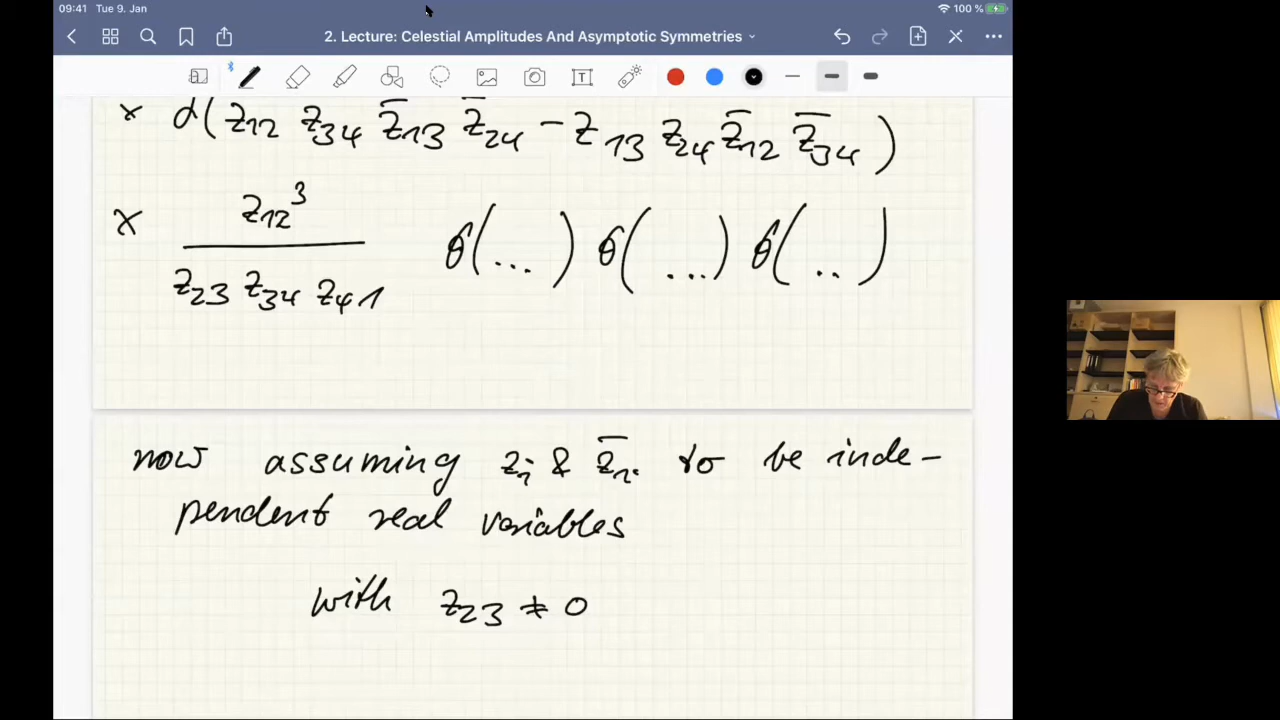 09:41 Tue 9. Jan
100 %
2. Lecture: Celestial Amplitudes And Asymptotic Symmetries
× δ( z₁₂ z₃₄ z̄₁₃ z̄₂₄ − z₁₃ z₂₄ z̄₁₂ z̄₃₄ )
× z₁₂³ / z₂₃ z₃₄ z₄₁ θ(...) θ(...) θ(..)
now assuming zᵢ & z̄ᵢ to be inde-
pendent real variables
with z₂₃ ≠ 0